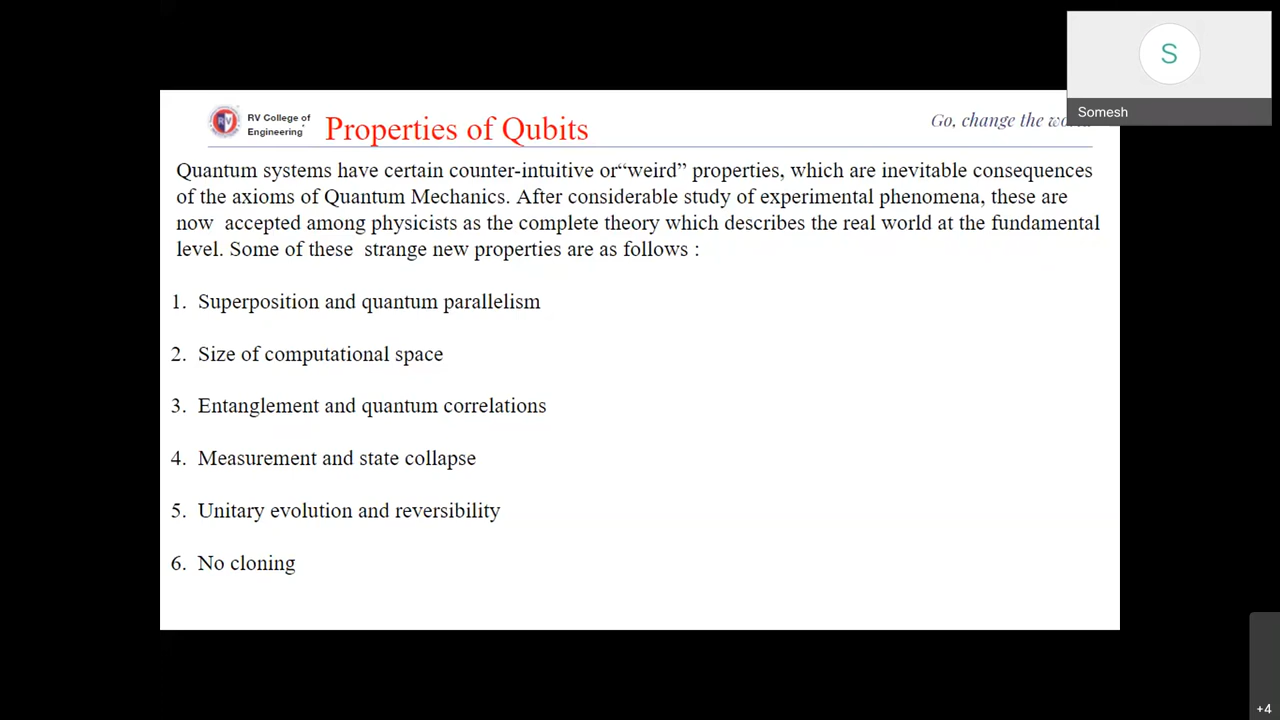 S
Somesh
RV College of
Engineering
Properties of Qubits
Go, change the
Quantum systems have certain counter-intuitive or“weird” properties, which are inevitable consequences
of the axioms of Quantum Mechanics. After considerable study of experimental phenomena, these are
now accepted among physicists as the complete theory which describes the real world at the fundamental
level. Some of these strange new properties are as follows :
1. Superposition and quantum parallelism
2. Size of computational space
3. Entanglement and quantum correlations
4. Measurement and state collapse
5. Unitary evolution and reversibility
6. No cloning
+4